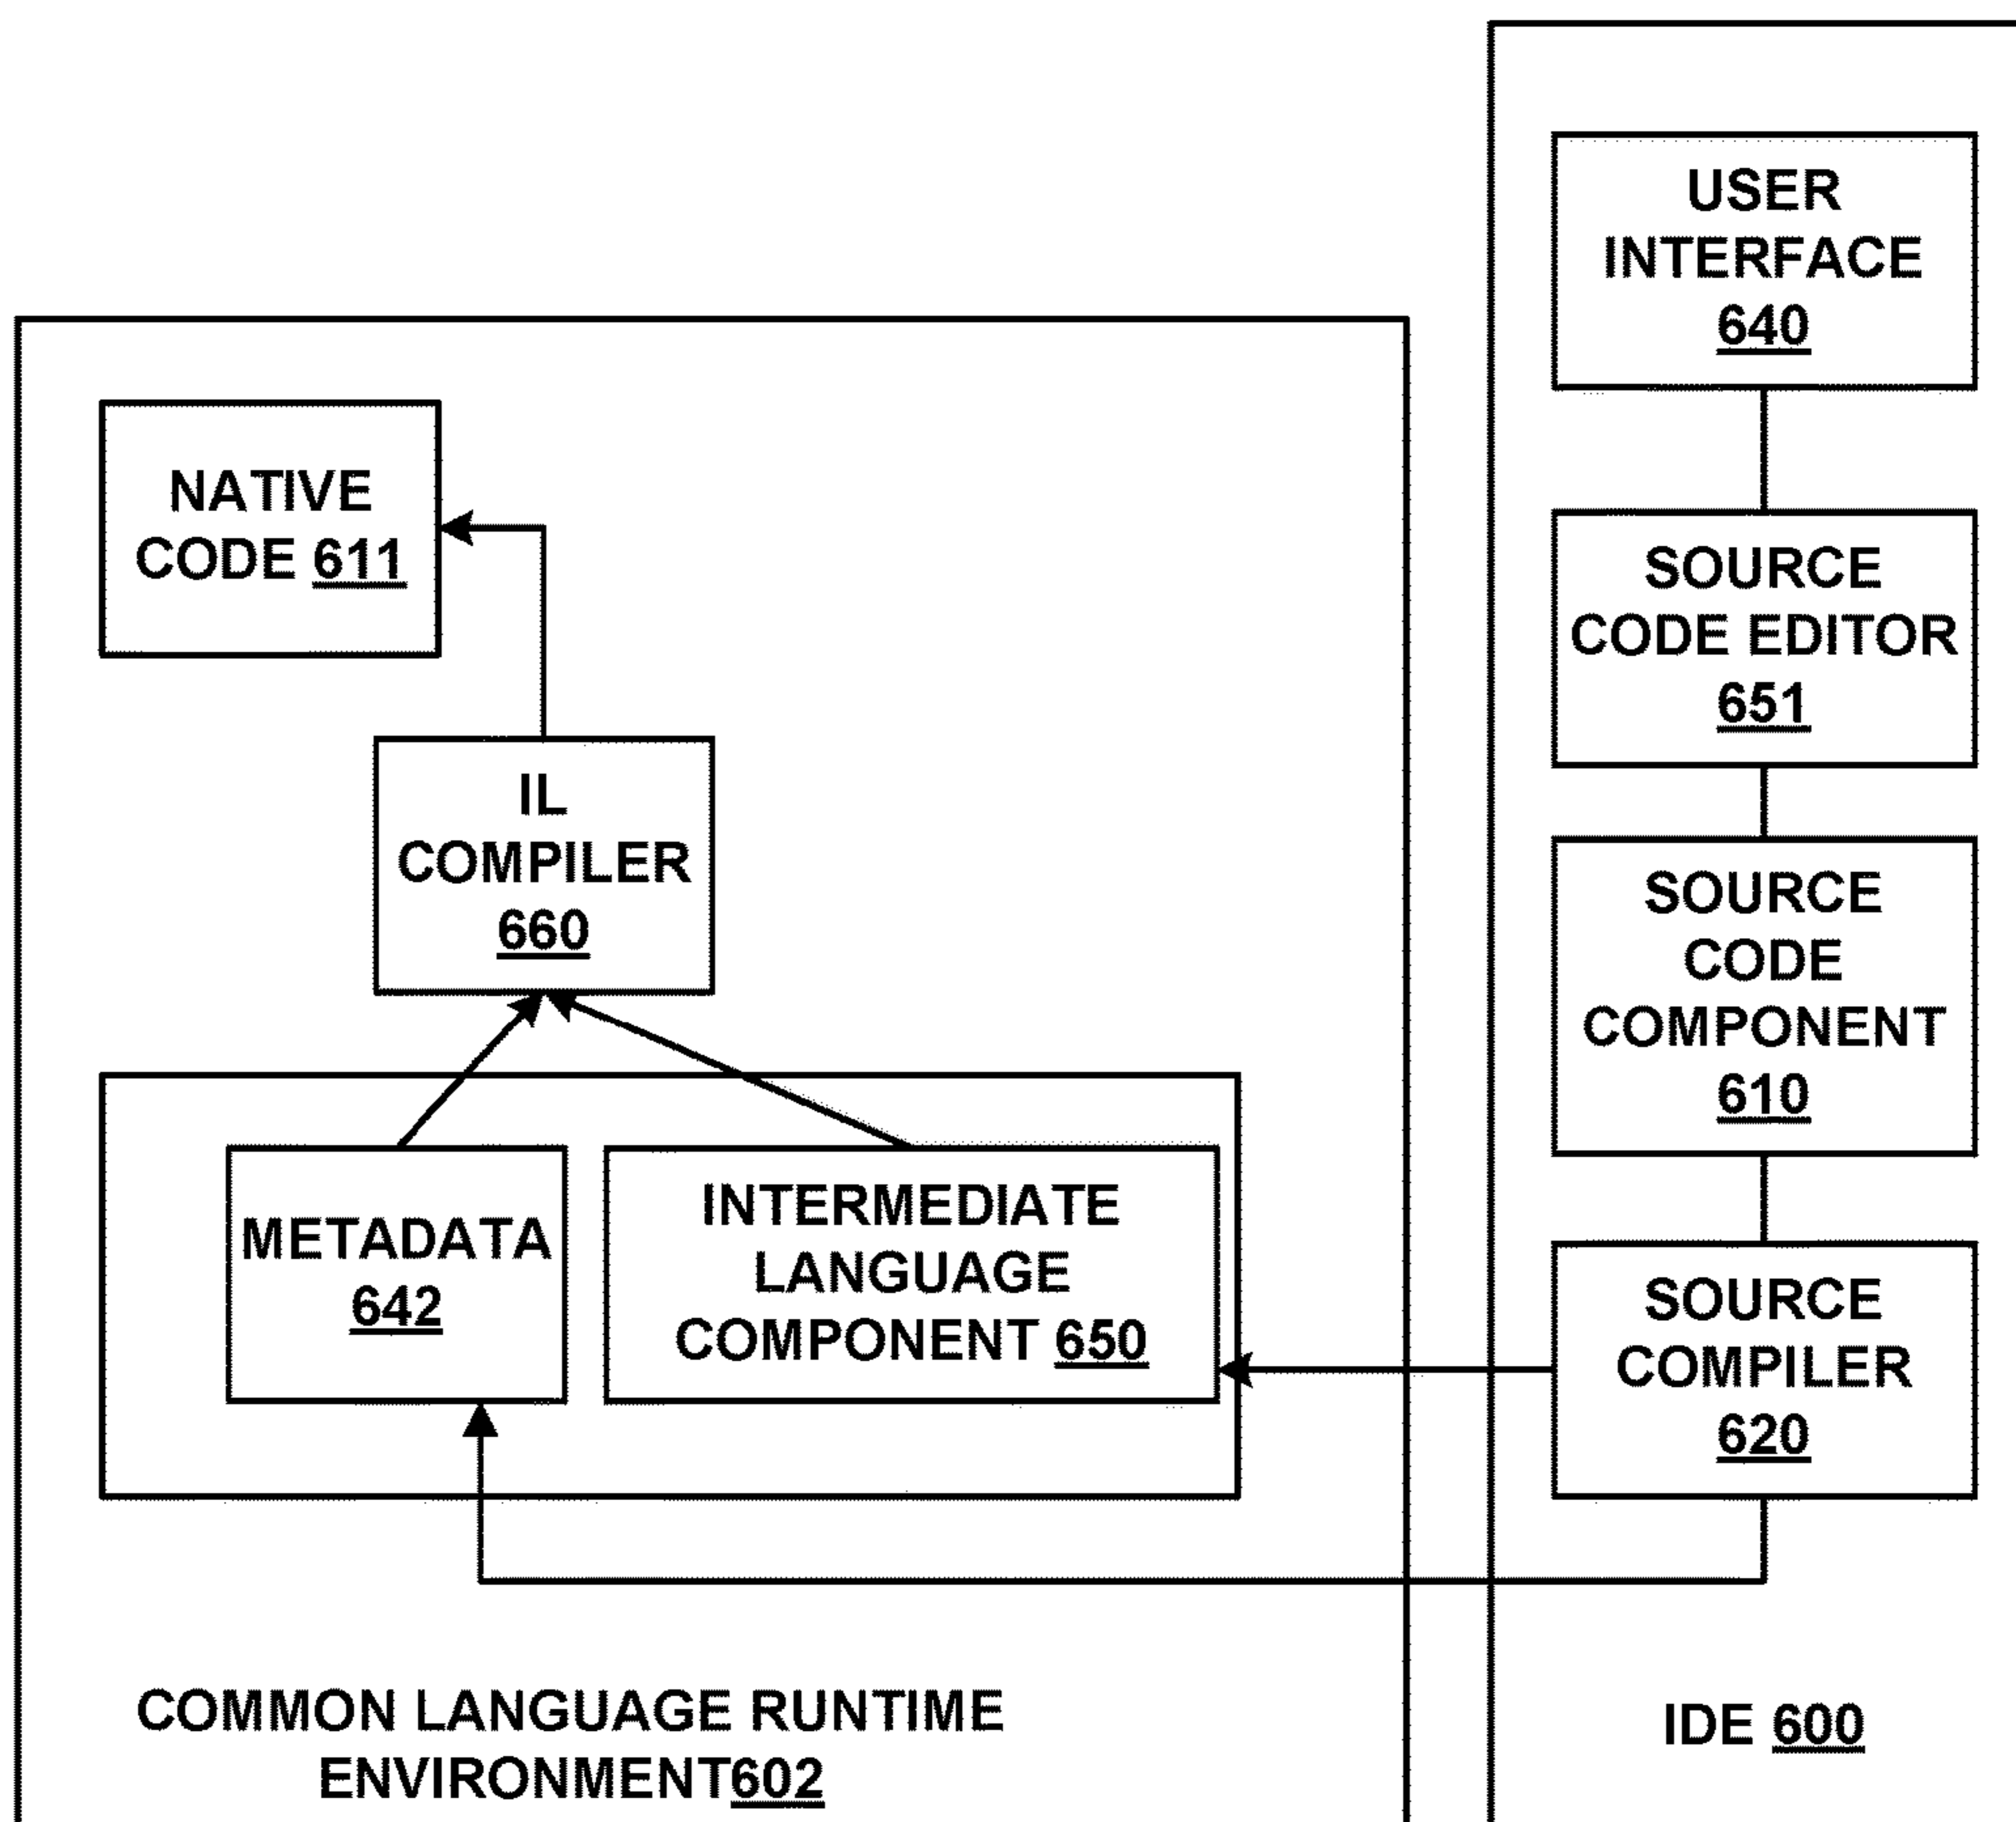 USER
INTERFACE
640
NATIVE
CODE 611
SOURCE
CODE EDITOR
651
IL
COMPILER
660
SOURCE
CODE
COMPONENT
610
METADATA
642
INTERMEDIATE
LANGUAGE
COMPONENT 650
SOURCE
COMPILER
620
COMMON LANGUAGE RUNTIME
ENVIRONMENT602
IDE 600